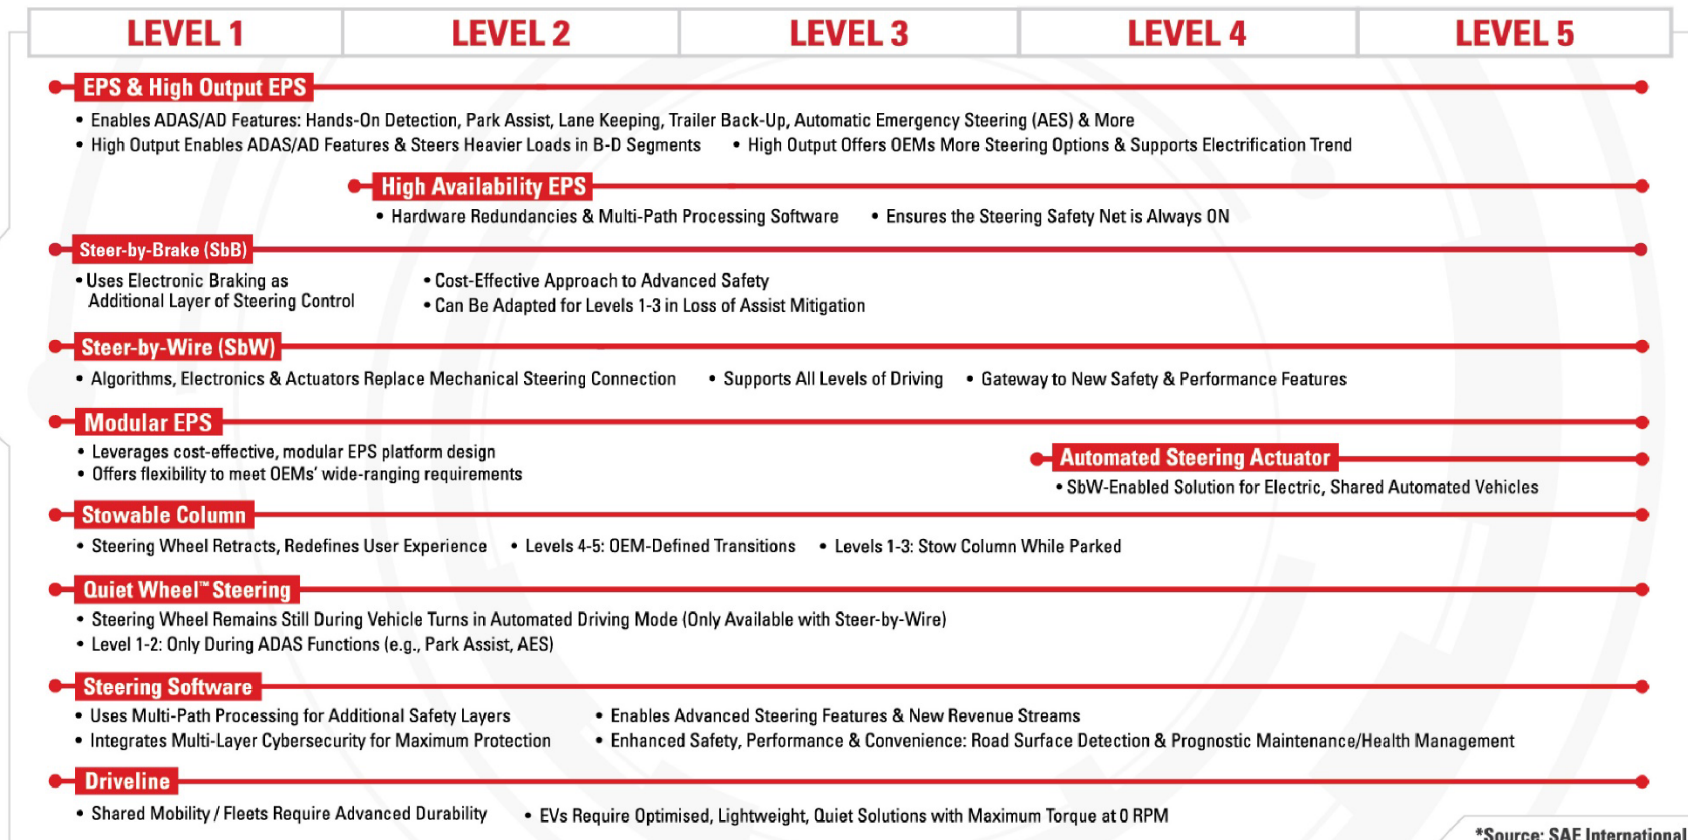 LEVEL 1 LEVEL 2 LEVEL 3 LEVEL 4 LEVEL 5
EPS & High Output EPS
• Enables ADAS/AD Features: Hands-On Detection, Park Assist, Lane Keeping, Trailer Back-Up, Automatic Emergency Steering (AES) & More
• High Output Enables ADAS/AD Features & Steers Heavier Loads in B-D Segments • High Output Offers OEMs More Steering Options & Supports Electrification Trend
High Availability EPS
• Hardware Redundancies & Multi-Path Processing Software • Ensures the Steering Safety Net is Always ON
Steer-by-Brake (SbB)
• Uses Electronic Braking as
Additional Layer of Steering Control
• Cost-Effective Approach to Advanced Safety
• Can Be Adapted for Levels 1-3 in Loss of Assist Mitigation
Steer-by-Wire (SbW)
• Algorithms, Electronics & Actuators Replace Mechanical Steering Connection • Supports All Levels of Driving • Gateway to New Safety & Performance Features
Modular EPS
• Leverages cost-effective, modular EPS platform design
• Offers flexibility to meet OEMs' wide-ranging requirements
Automated Steering Actuator
• SbW-Enabled Solution for Electric, Shared Automated Vehicles
Stowable Column
• Steering Wheel Retracts, Redefines User Experience • Levels 4-5: OEM-Defined Transitions • Levels 1-3: Stow Column While Parked
Quiet Wheel™ Steering
• Steering Wheel Remains Still During Vehicle Turns in Automated Driving Mode (Only Available with Steer-by-Wire)
• Level 1-2: Only During ADAS Functions (e.g., Park Assist, AES)
Steering Software
• Uses Multi-Path Processing for Additional Safety Layers • Enables Advanced Steering Features & New Revenue Streams
• Integrates Multi-Layer Cybersecurity for Maximum Protection • Enhanced Safety, Performance & Convenience: Road Surface Detection & Prognostic Maintenance/Health Management
Driveline
• Shared Mobility / Fleets Require Advanced Durability • EVs Require Optimised, Lightweight, Quiet Solutions with Maximum Torque at 0 RPM
*Source: SAE International